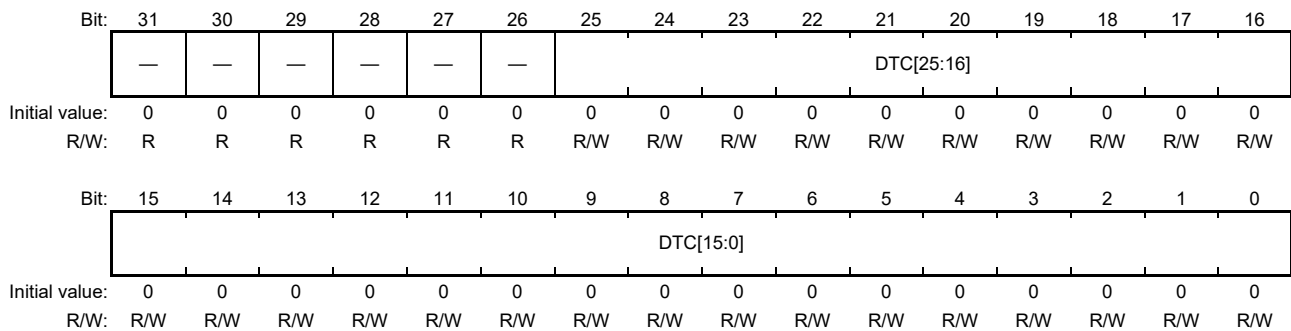 Bit: 31 30 29 28 27 26 25 24 23 22 21 20 19 18 17 16
— — — — — — DTC[25:16]
Initial value: 0 0 0 0 0 0 0 0 0 0 0 0 0 0 0 0
R/W: R R R R R R R/W R/W R/W R/W R/W R/W R/W R/W R/W R/W
Bit: 15 14 13 12 11 10 9 8 7 6 5 4 3 2 1 0
DTC[15:0]
Initial value: 0 0 0 0 0 0 0 0 0 0 0 0 0 0 0 0
R/W: R/W R/W R/W R/W R/W R/W R/W R/W R/W R/W R/W R/W R/W R/W R/W R/W